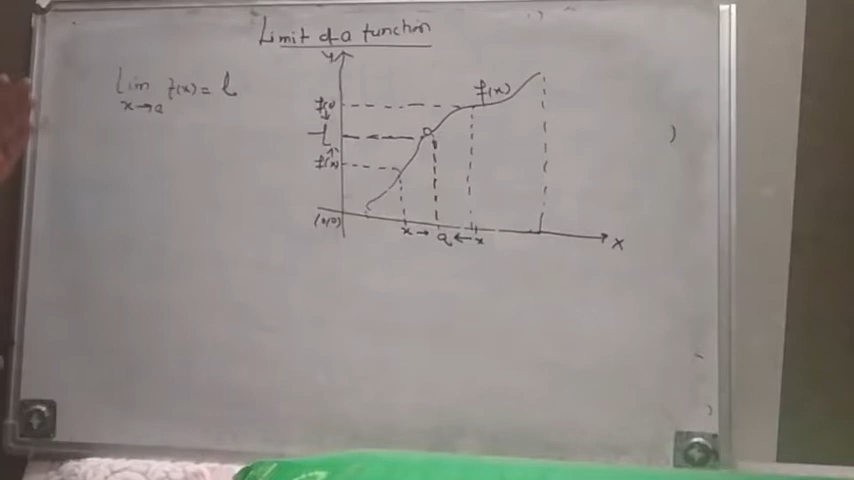 Limit of a function
lim f(x) = l
x→a
y
f(x)
f(x)
l
f(x)
(0,0)
x → a ← x
X